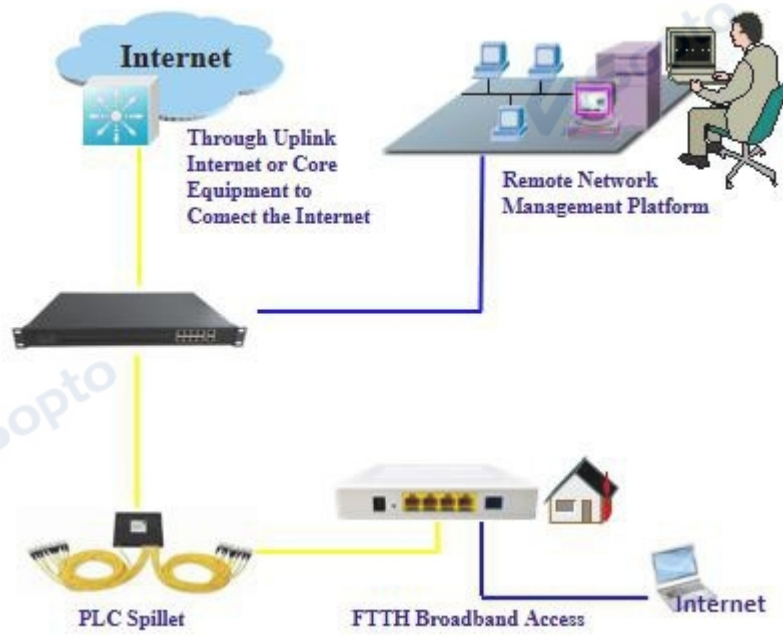 Internet
Through Uplink
Internet or Core
Equipment to
Comect the Internet
Remote Network
Management Platform
sopto
PLC Spillet
FTTH Broadband Access
Internet